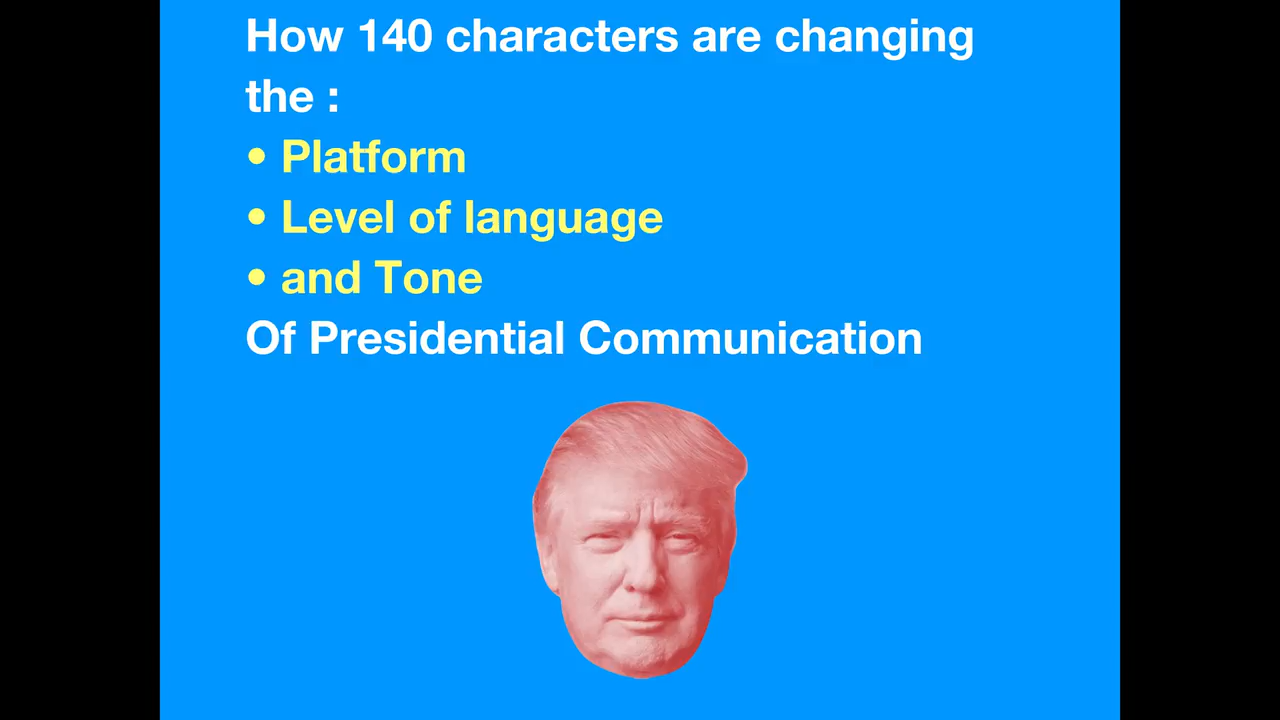 How 140 characters are changing
the :
• Platform
• Level of language
• and Tone
Of Presidential Communication